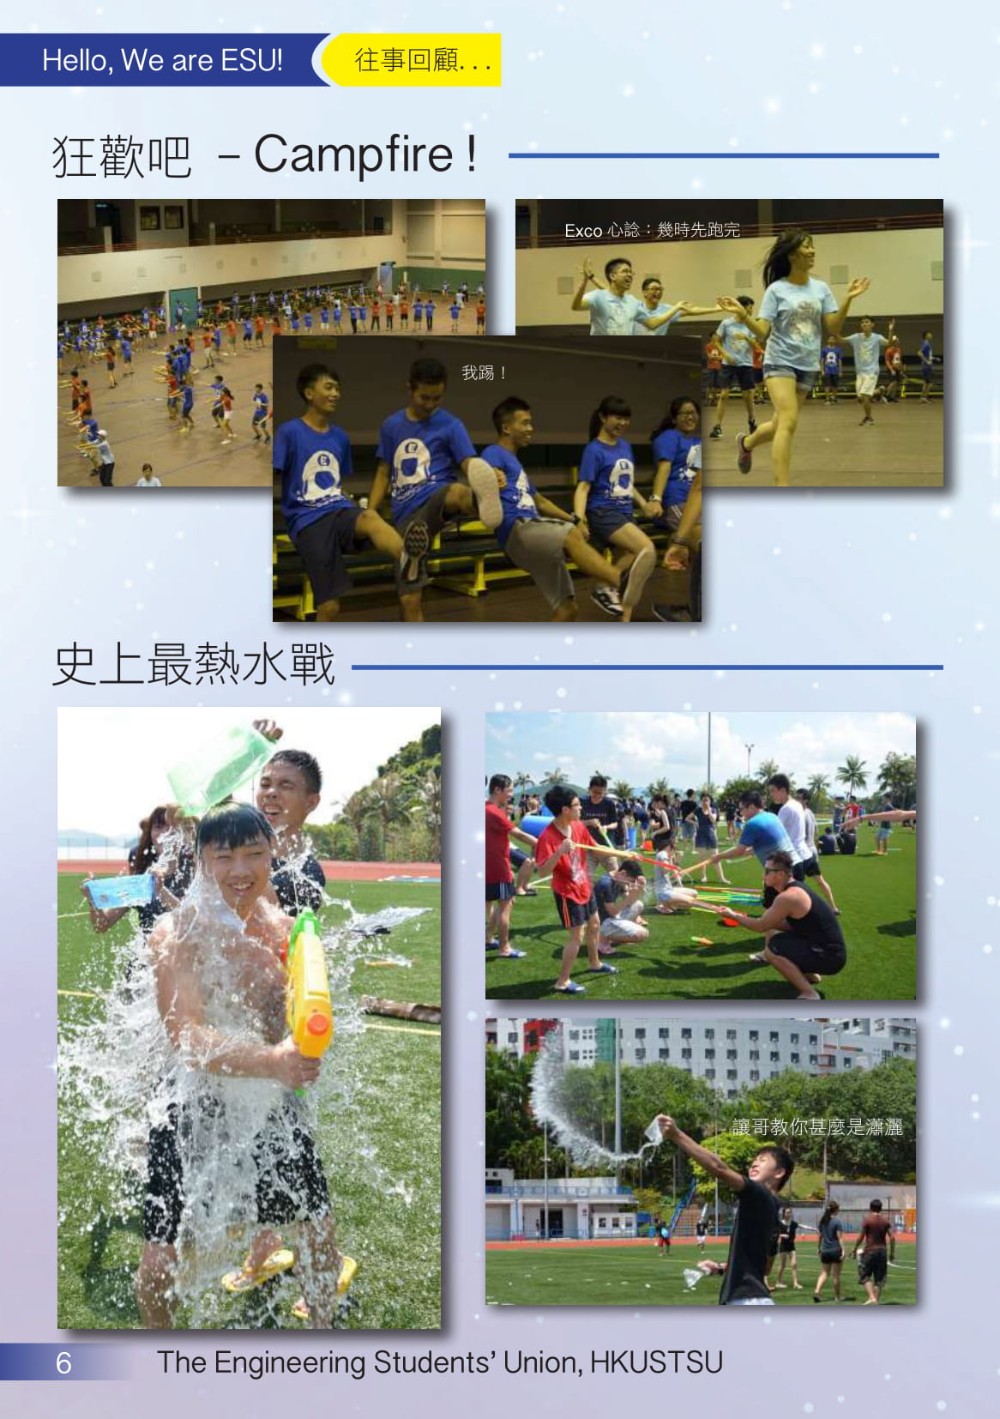 Hello, We are ESU!
往事回顧...
狂歡吧 – Campfire !
Exco 心諗：幾時先跑完
我踢！
史上最熱水戰
讓哥教你甚麼是瀟灑
6
The Engineering Students’ Union, HKUSTSU